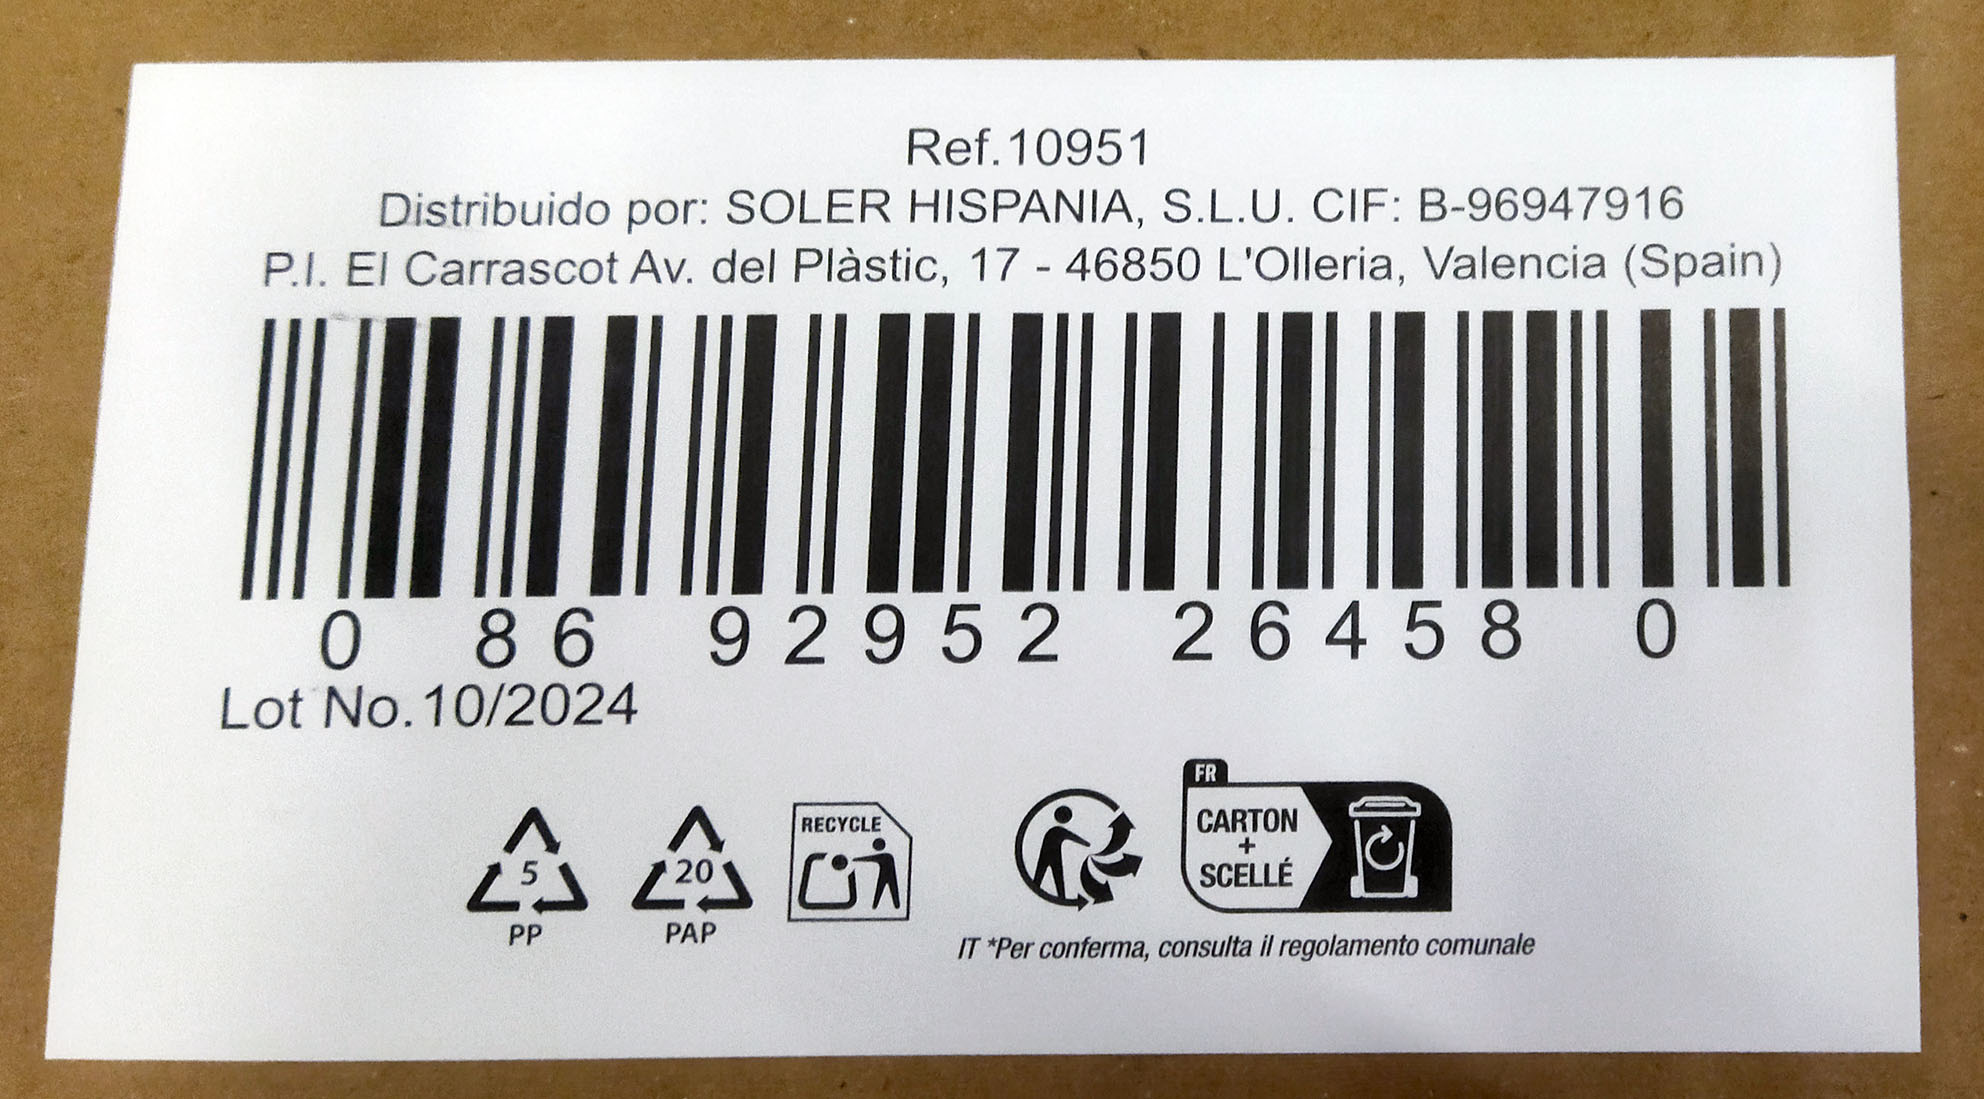 Ref.10951
Distribuido por: SOLER HISPANIA, S.L.U. CIF: B-96947916
P.I. El Carrascot Av. del Plàstic, 17 - 46850 L'Olleria, Valencia (Spain)
0 86 92952 26458 0
Lot No.10/2024
5
PP
20
PAP
RECYCLE
FR
CARTON
+
SCELLÉ
IT *Per conferma, consulta il regolamento comunale